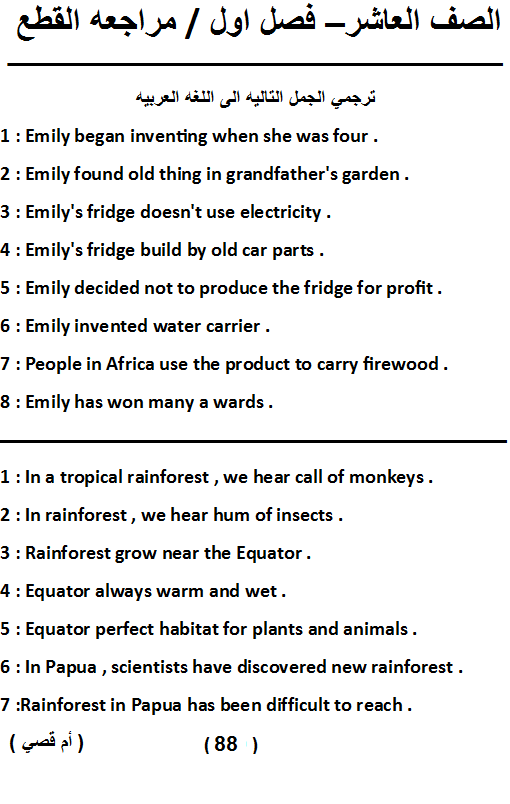 الصف العاشر– فصل اول / مراجعه القطع
ترجمي الجمل التاليه الى اللغه العربيه
1 : Emily began inventing when she was four .
2 : Emily found old thing in grandfather's garden .
3 : Emily's fridge doesn't use electricity .
4 : Emily's fridge build by old car parts .
5 : Emily decided not to produce the fridge for profit .
6 : Emily invented water carrier .
7 : People in Africa use the product to carry firewood .
8 : Emily has won many a wards .
1 : In a tropical rainforest , we hear call of monkeys .
2 : In rainforest , we hear hum of insects .
3 : Rainforest grow near the Equator .
4 : Equator always warm and wet .
5 : Equator perfect habitat for plants and animals .
6 : In Papua , scientists have discovered new rainforest .
7 :Rainforest in Papua has been difficult to reach .
( أم قصي ) ( 88 )